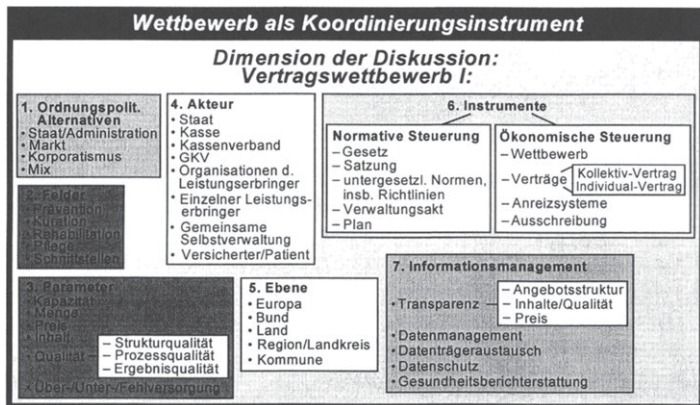 Wettbewerb als Koordinierungsinstrument
Dimension der Diskussion:
Vertragswettbewerb I:
1. Ordnungspolit.
Alternativen
• Staat/Administration
• Markt
• Korporatismus
• Mix
2. Felder
• Prävention
• Kuration
• Rehabilitation
• Pflege
• Schnittstellen
3. Parameter
• Kapazität
• Menge
• Preis
• Inhalt
• Qualität
– Strukturqualität
– Prozessqualität
– Ergebnisqualität
• Über-/Unter-/Fehlversorgung
4. Akteur
• Staat
• Kasse
• Kassenverband
• GKV
• Organisationen d.
Leistungserbringer
• Einzelner Leistungs-
erbringer
• Gemeinsame
Selbstverwaltung
• Versicherter/Patient
5. Ebene
• Europa
• Bund
• Land
• Region/Landkreis
• Kommune
6. Instrumente
Normative Steuerung
– Gesetz
– Satzung
– untergesetzl. Normen,
insb. Richtlinien
– Verwaltungsakt
– Plan
Ökonomische Steuerung
– Wettbewerb
– Verträge
Kollektiv-Vertrag
Individual-Vertrag
– Anreizsysteme
– Ausschreibung
7. Informationsmanagement
• Transparenz
– Angebotsstruktur
– Inhalte/Qualität
– Preis
• Datenmanagement
• Datenträgeraustausch
• Datenschutz
• Gesundheitsberichterstattung